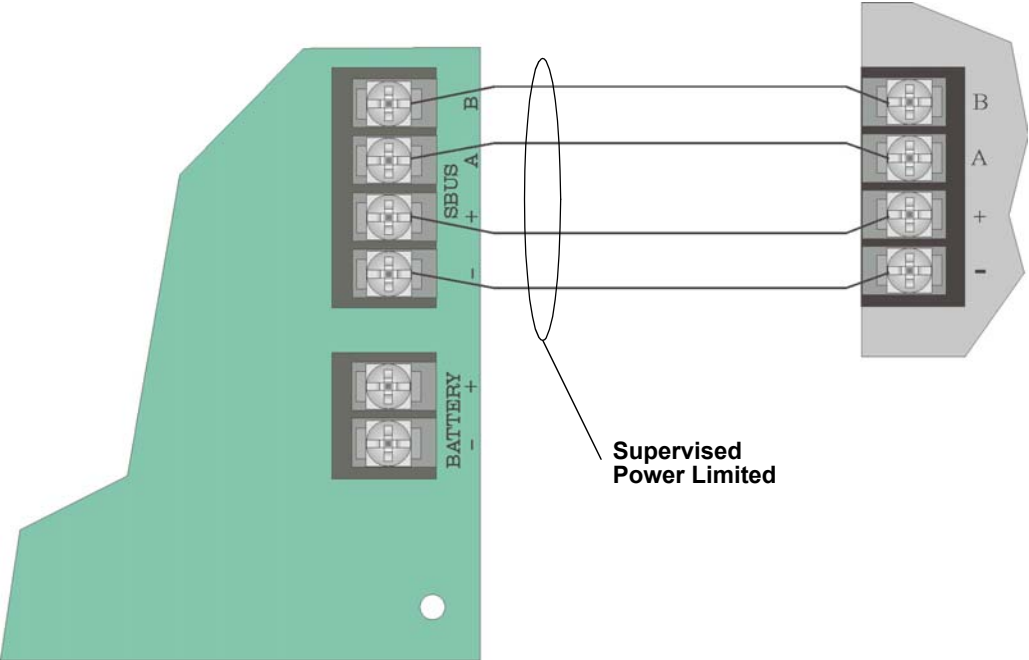 B
A
+
-
SBUS
B
A
+
-
+
-
BATTERY
Supervised
Power Limited